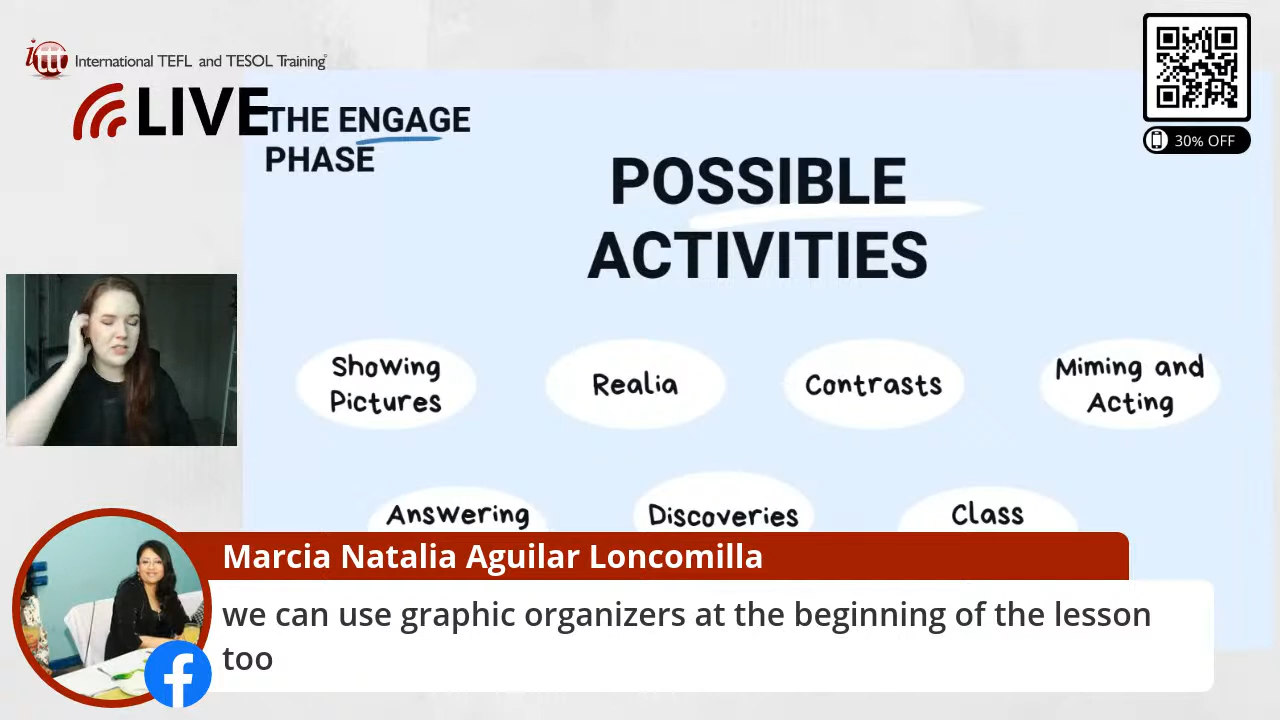 ittt International TEFL and TESOL Training
LIVE
30% OFF
THE ENGAGE
PHASE
POSSIBLE
ACTIVITIES
Showing
Pictures
Realia
Contrasts
Miming and
Acting
Answering
Discoveries
Class
Marcia Natalia Aguilar Loncomilla
we can use graphic organizers at the beginning of the lesson
too